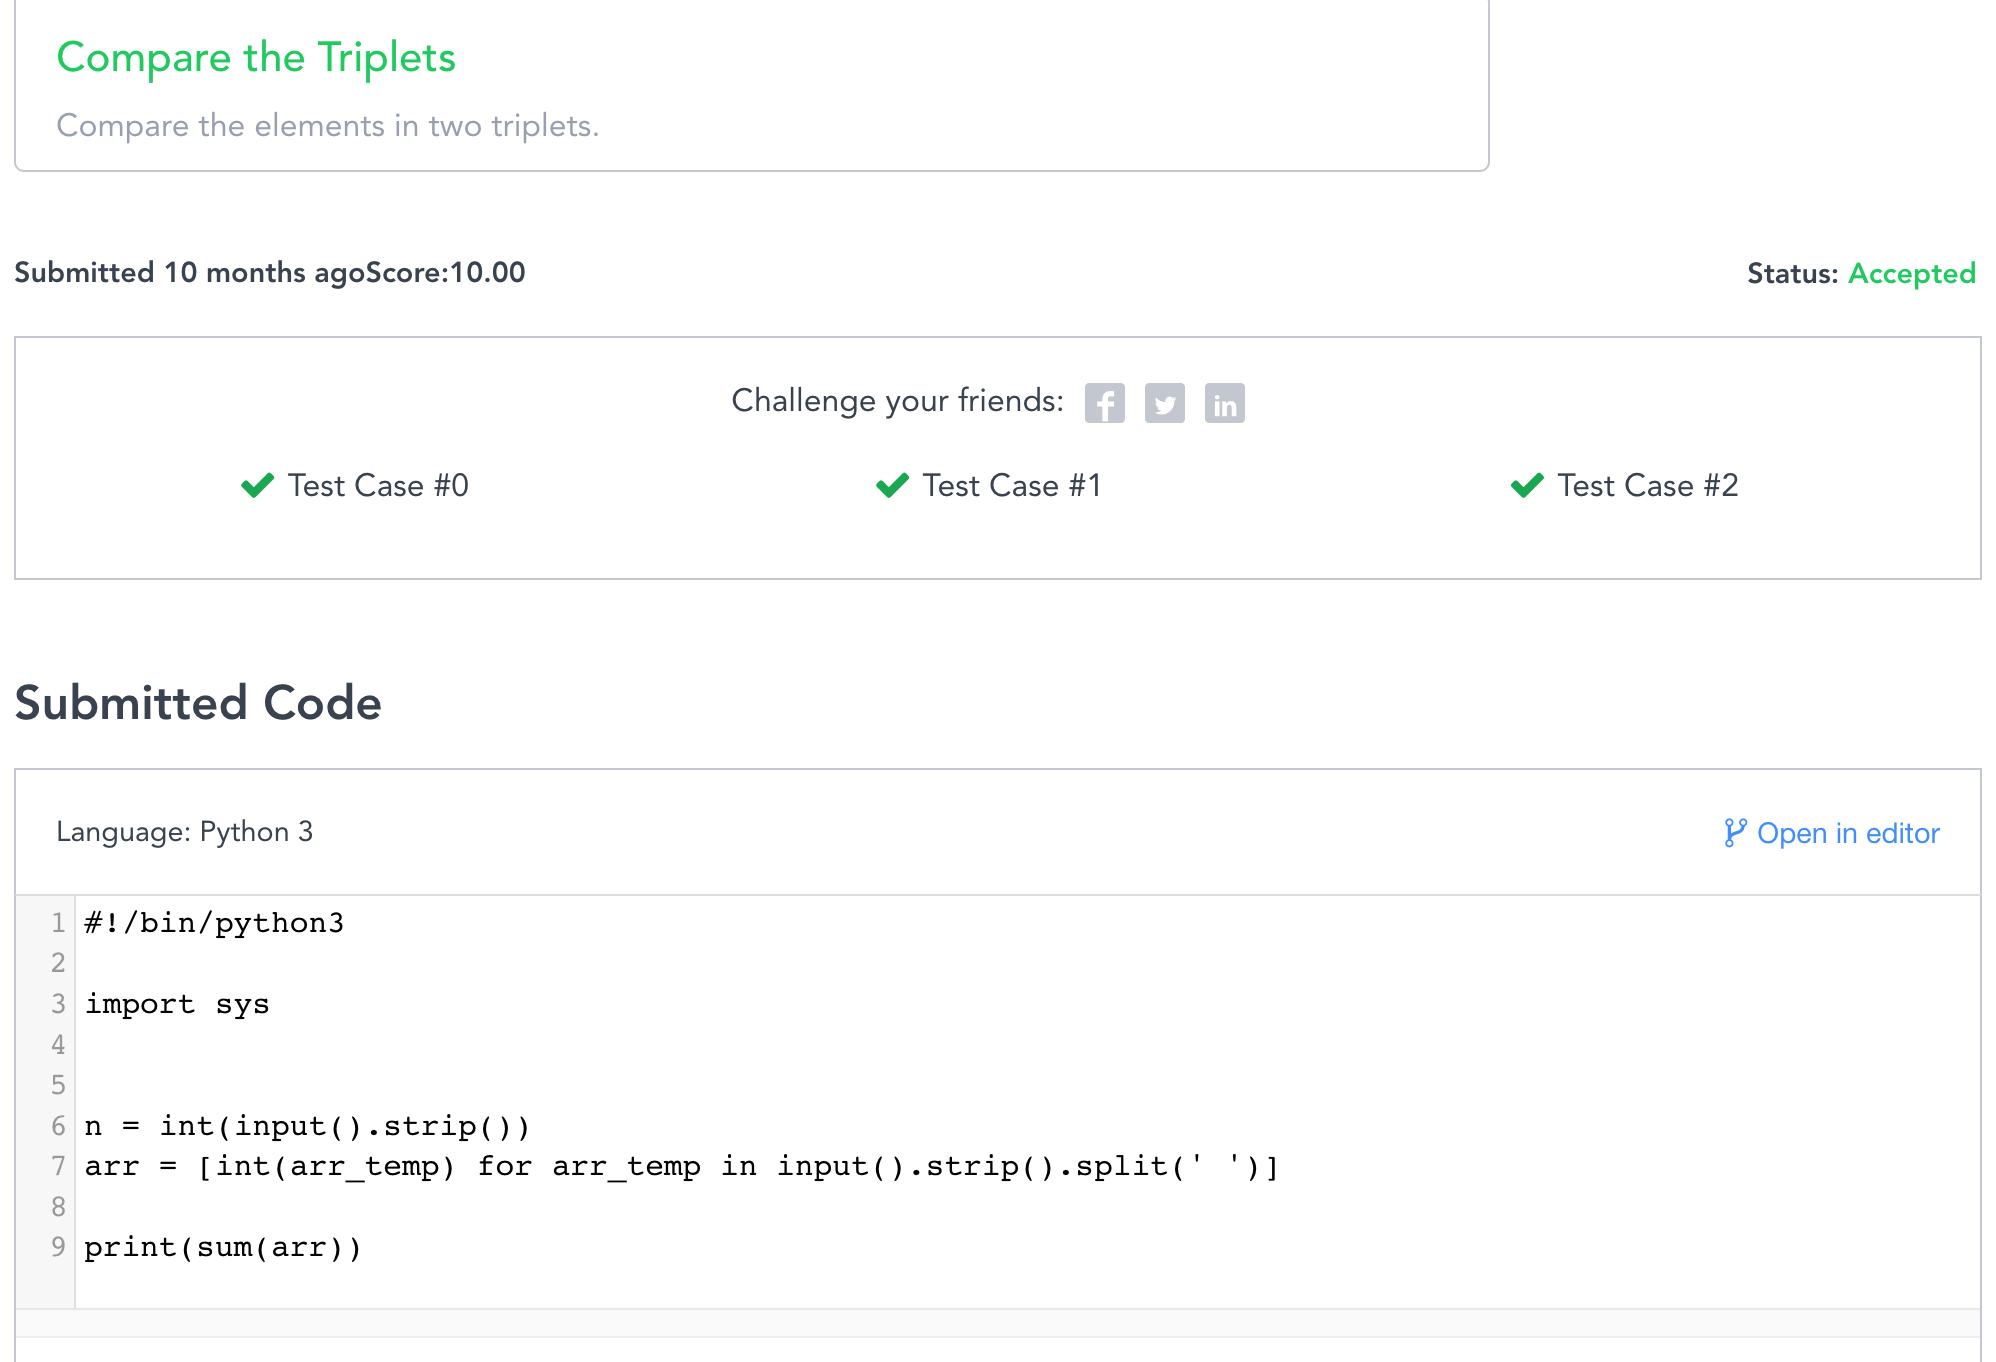 Compare the Triplets
Compare the elements in two triplets.
Submitted 10 months agoScore:10.00
Status: Accepted
Challenge your friends: f in
Test Case #0
Test Case #1
Test Case #2
Submitted Code
Language: Python 3
Open in editor
1 #!/bin/python3
2
3 import sys
4
5
6 n = int(input().strip())
7 arr = [int(arr_temp) for arr_temp in input().strip().split(' ')]
8
9 print(sum(arr))